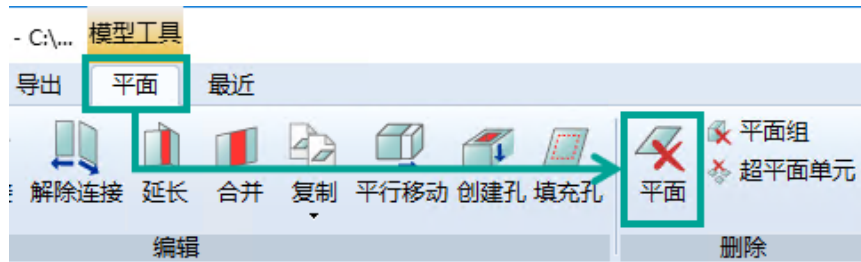 - C:\... 模型工具
导出 平面 最近
解除连接 延长 合并 复制 平行移动 创建孔 填充孔 平面
平面组
超平面单元
编辑 删除